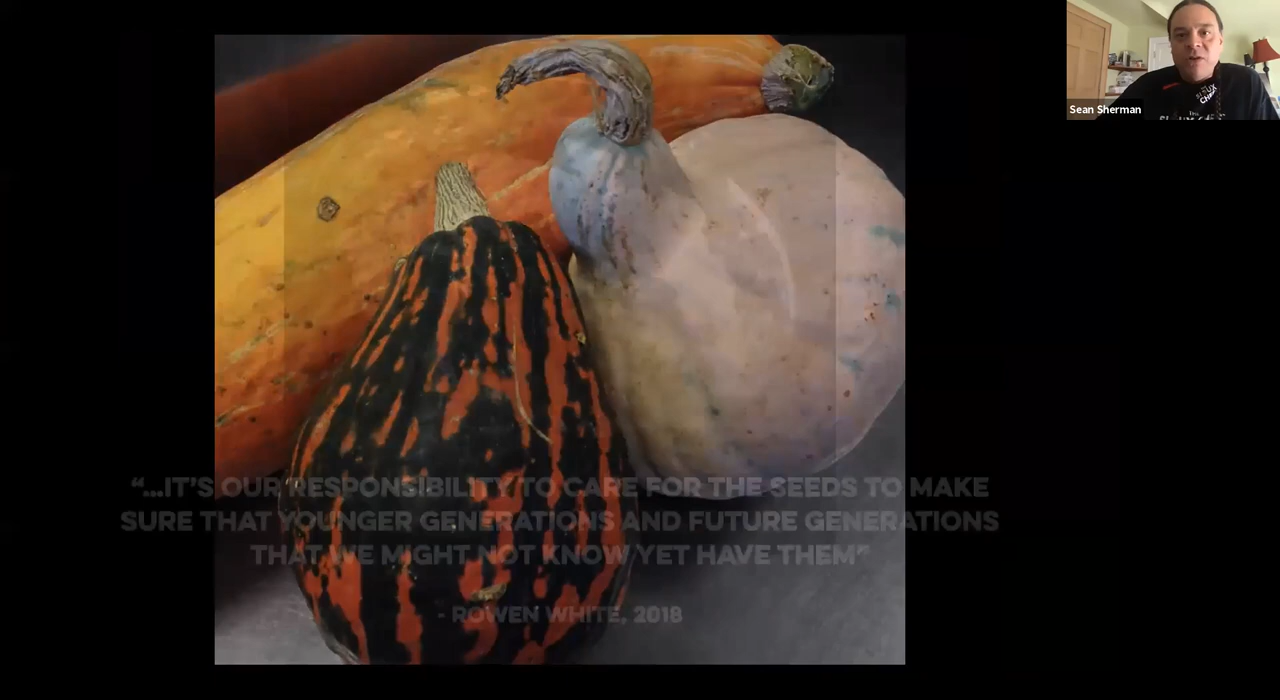 Sean Sherman
“...IT’S OUR RESPONSIBILITY TO CARE FOR THE SEEDS TO MAKE
SURE THAT YOUNGER GENERATIONS AND FUTURE GENERATIONS
THAT WE MIGHT NOT KNOW YET HAVE THEM”
- ROWEN WHITE, 2018